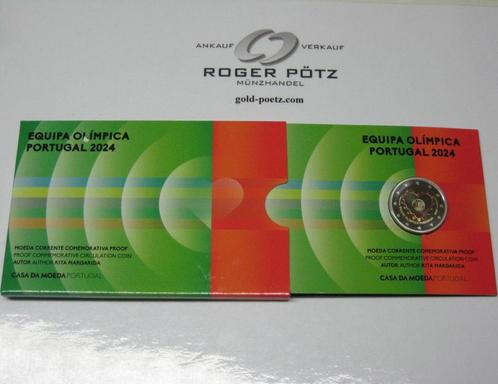 ANKAUF VERKAUF
ROGER PÖTZ
MÜNZHANDEL
gold-poetz.com
EQUIPA OLÍMPICA
PORTUGAL 2024
MOEDA CORRENTE COMEMORATIVA PROOF
PROOF COMMEMORATIVE CIRCULATION COIN
AUTOR AUTHOR RITA MARGARIDA
CASA DA MOEDA PORTUGAL
EQUIPA OLÍMPICA
PORTUGAL 2024
MOEDA CORRENTE COMEMORATIVA PROOF
PROOF COMMEMORATIVE CIRCULATION COIN
AUTOR AUTHOR RITA MARGARIDA
CASA DA MOEDA PORTUGAL